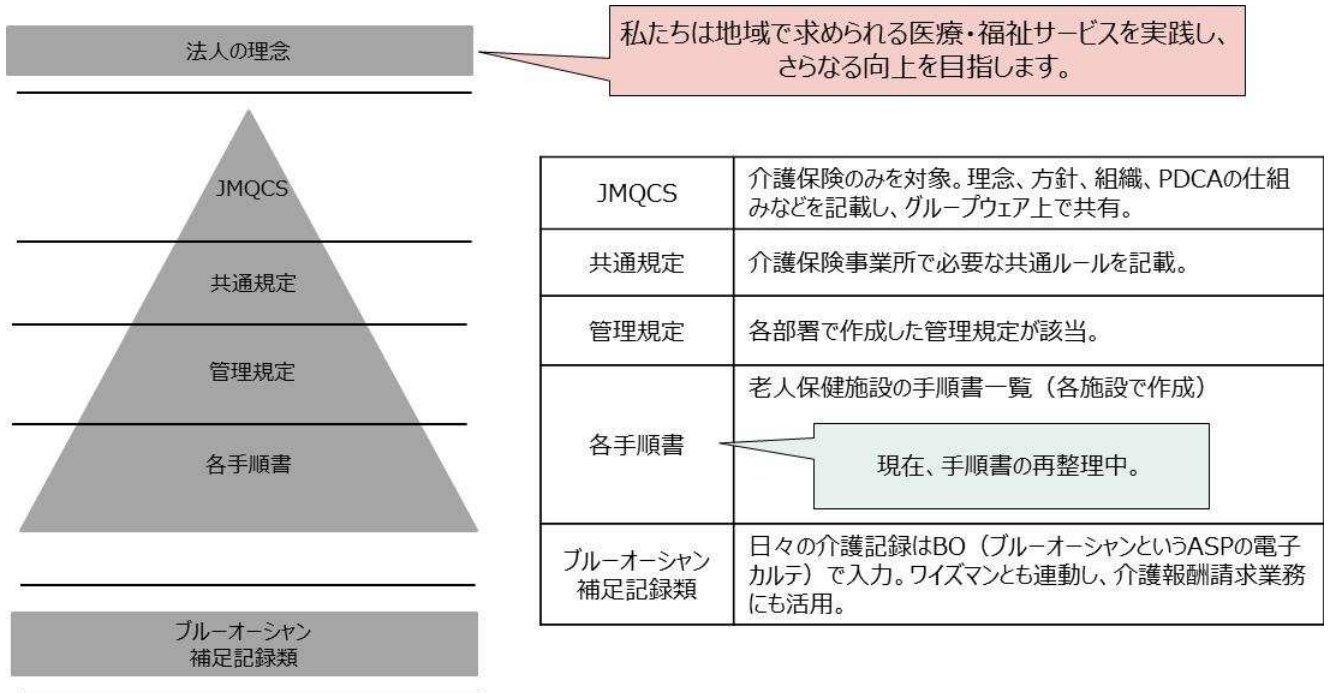 法人の理念
私たちは地域で求められる医療・福祉サービスを実践し、
さらなる向上を目指します。
JMQCS
共通規定
管理規定
各手順書
ブルーオーシャン
補足記録類
JMQCS
介護保険のみを対象。理念、方針、組織、PDCAの仕組
みなどを記載し、グループウェア上で共有。
共通規定
介護保険事業所で必要な共通ルールを記載。
管理規定
各部署で作成した管理規定が該当。
各手順書
老人保健施設の手順書一覧（各施設で作成）
現在、手順書の再整理中。
ブルーオーシャン
補足記録類
日々の介護記録はBO（ブルーオーシャンというASPの電子
カルテ）で入力。ワイズマンとも連動し、介護報酬請求業務
にも活用。